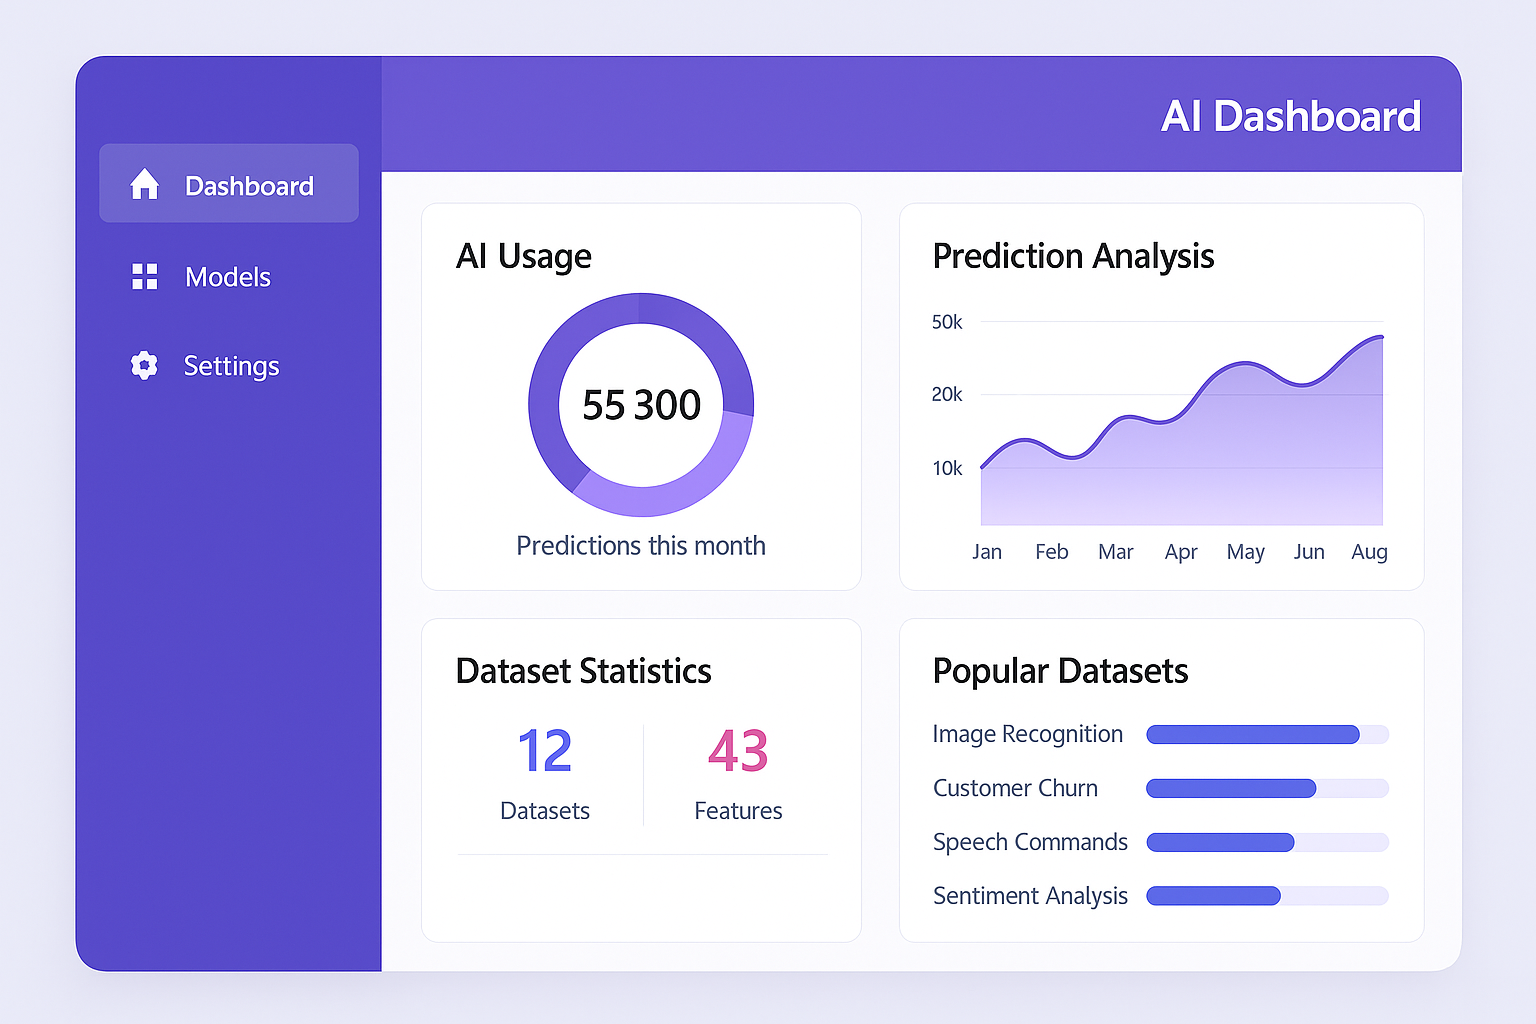 AI Dashboard
Dashboard
Models
Settings
AI Usage
55 300
Predictions this month
Prediction Analysis
50k
20k
10k
Jan Feb Mar Apr May Jun Aug
Dataset Statistics
12
Datasets
43
Features
Popular Datasets
Image Recognition
Customer Churn
Speech Commands
Sentiment Analysis